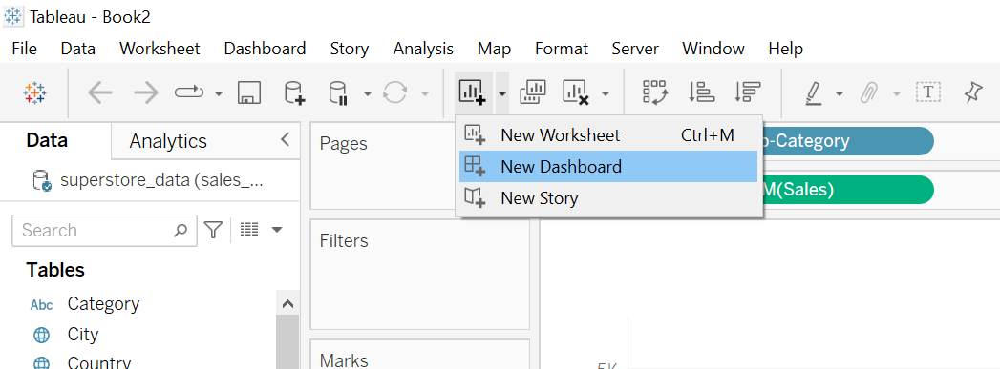 Tableau - Book2
File Data Worksheet Dashboard Story Analysis Map Format Server Window Help
Data Analytics
superstore_data (sales_...
Search
Tables
Abc Category
City
Country
Pages
Filters
Marks
New Worksheet Ctrl+M
New Dashboard
New Story
-Category
M(Sales)
5K
T